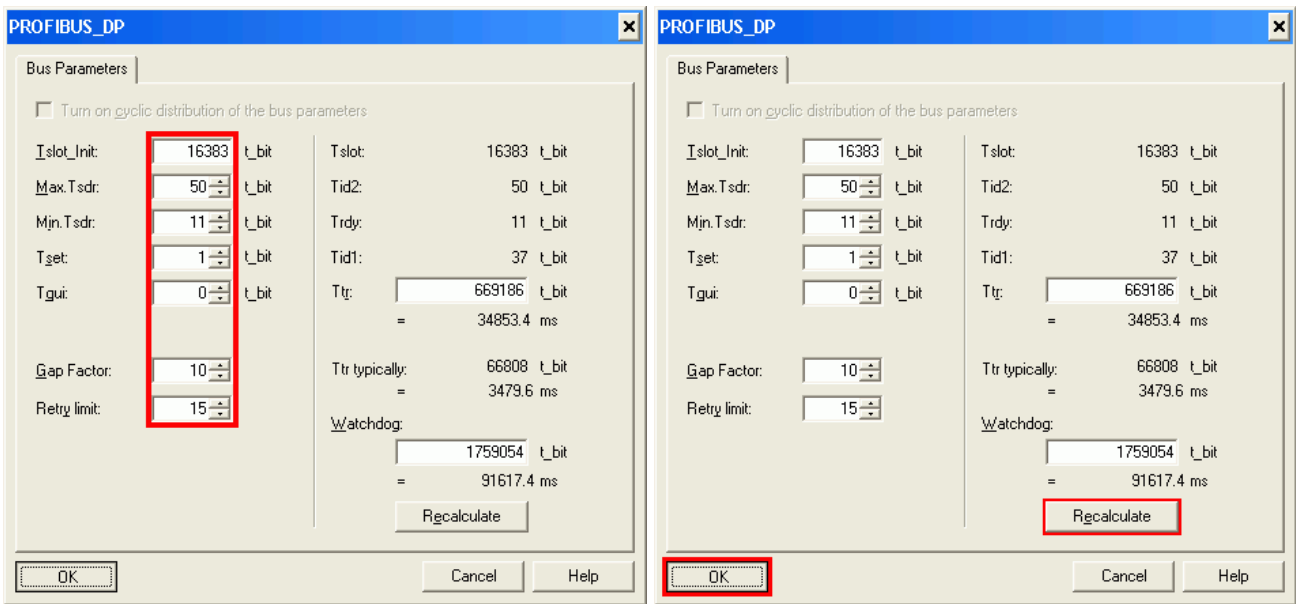 PROFIBUS_DP
Bus Parameters
Turn on cyclic distribution of the bus parameters
Tslot_Init: 16383 t_bit Tslot: 16383 t_bit
Max.Tsdr: 50 t_bit Tid2: 50 t_bit
Min.Tsdr: 11 t_bit Trdy: 11 t_bit
Tset: 1 t_bit Tid1: 37 t_bit
Tqui: 0 t_bit Ttr: 669186 t_bit
= 34853.4 ms
Gap Factor: 10 Ttr typically: 66808 t_bit
= 3479.6 ms
Retry limit: 15
Watchdog:
1759054 t_bit
= 91617.4 ms
Recalculate
OK Cancel Help
PROFIBUS_DP
Bus Parameters
Turn on cyclic distribution of the bus parameters
Tslot_Init: 16383 t_bit Tslot: 16383 t_bit
Max.Tsdr: 50 t_bit Tid2: 50 t_bit
Min.Tsdr: 11 t_bit Trdy: 11 t_bit
Tset: 1 t_bit Tid1: 37 t_bit
Tqui: 0 t_bit Ttr: 669186 t_bit
= 34853.4 ms
Gap Factor: 10 Ttr typically: 66808 t_bit
= 3479.6 ms
Retry limit: 15
Watchdog:
1759054 t_bit
= 91617.4 ms
Recalculate
OK Cancel Help